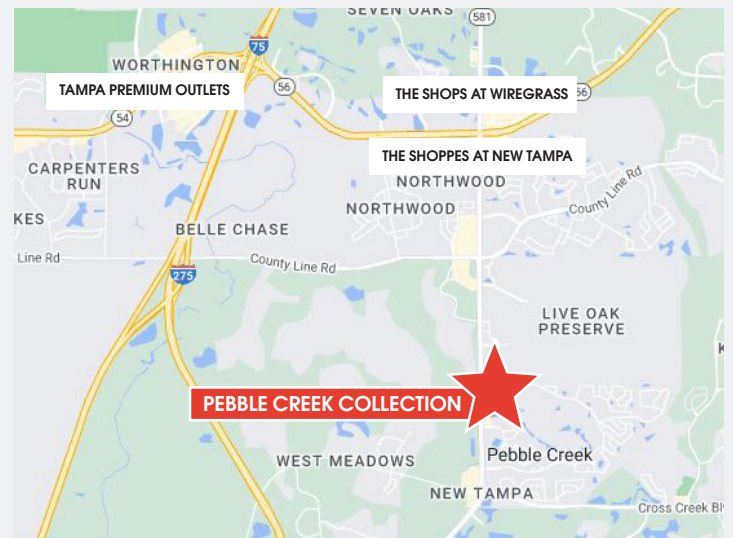 SEVEN OAKS
581
75
WORTHINGTON
TAMPA PREMIUM OUTLETS
56
THE SHOPS AT WIREGRASS
56
54
THE SHOPPES AT NEW TAMPA
CARPENTERS
RUN
NORTHWOOD
County Line Rd
NORTHWOOD
KES
BELLE CHASE
Line Rd
County Line Rd
275
LIVE OAK
PRESERVE
K
PEBBLE CREEK COLLECTION
Pebble Creek
WEST MEADOWS
NEW TAMPA
Cross Creek Bl